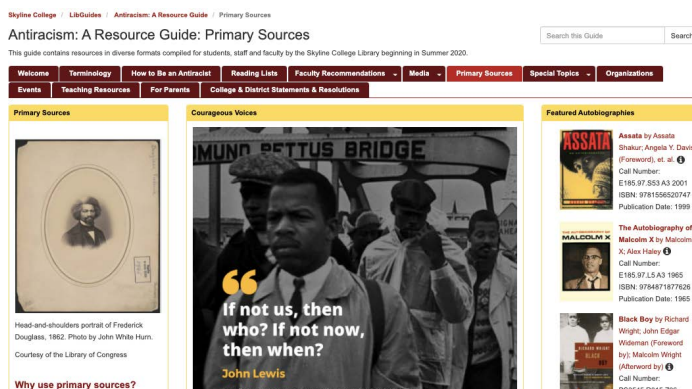 Skyline College / LibGuides / Antiracism: A Resource Guide / Primary Sources
Antiracism: A Resource Guide: Primary Sources
Search this Guide Search
This guide contains resources in diverse formats compiled for students, staff and faculty by the Skyline College Library beginning in Summer 2020.
Welcome Terminology How to Be an Antiracist Reading Lists Faculty Recommendations Media Primary Sources Special Topics Organizations
Events Teaching Resources For Parents College & District Statements & Resolutions
Primary Sources
Head-and-shoulders portrait of Frederick
Douglass, 1862. Photo by John White Hurn.
Courtesy of the Library of Congress
Why use primary sources?
Courageous Voices
DMUND PETTUS BRIDGE
If not us, then
who? If not now,
then when?
John Lewis
Featured Autobiographies
ASSATA
Assata by Assata
Shakur; Angela Y. Davis
(Foreword), et. al.
Call Number:
E185.97.S53 A3 2001
ISBN: 9781556520747
Publication Date: 1999
MALCOLM X
The Autobiography of
Malcolm X by Malcolm
X; Alex Haley
Call Number:
E185.97.L5 A3 1965
ISBN: 9784871877626
Publication Date: 1965
RICHARD WRIGHT
BLACK
Black Boy by Richard
Wright; John Edgar
Wideman (Foreword
by); Malcolm Wright
(Afterword by)
Call Number: